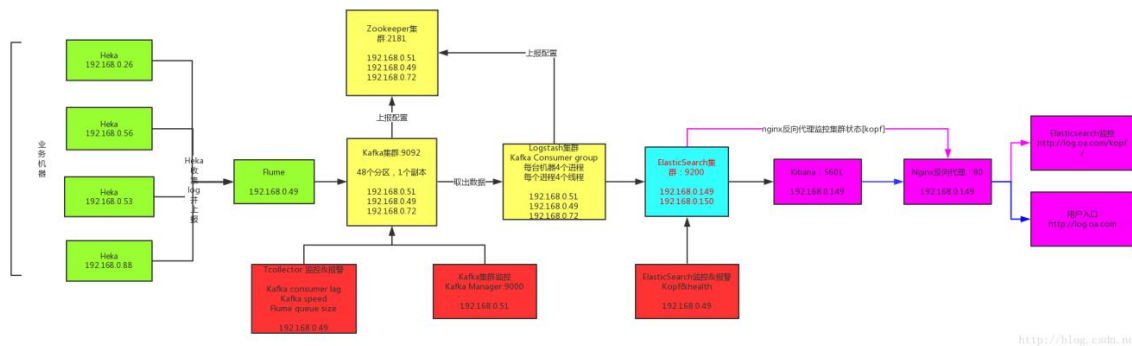 业务机器
Heka
192.168.0.26
Heka
192.168.0.56
Heka
192.168.0.53
Heka
192.168.0.88
Heka
收集
log
并上报
Flume
192.168.0.49
Zookeeper集
群:2181
192.168.0.51
192.168.0.49
192.168.0.72
上报配置
上报配置
Kafka集群:9092
48个分区，1个副本
192.168.0.51
192.168.0.49
192.168.0.72
取出数据
Logstash集群
Kafka Consumer group
每台机器4个进程
每个进程4个线程
192.168.0.51
192.168.0.49
192.168.0.72
Tcollector 监控&报警
Kafka consumer lag
Kafka speed
Flume queue size
192.168.0.49
Kafka集群监控
Kafka Manager:9000
192.168.0.51
ElasticSearch集
群：9200
192.168.0.149
192.168.0.150
ElasticSearch监控&报警
Kopf&health
192.168.0.49
nginx反向代理监控集群状态[kopf]
Xibana：5601
192.168.0.149
Nginx反向代理：80
192.168.0.149
Elasticsearch监控
http://log.oa.com/kopf
/
用户入口
http://log.oa.com
http://blog.csdn.ne